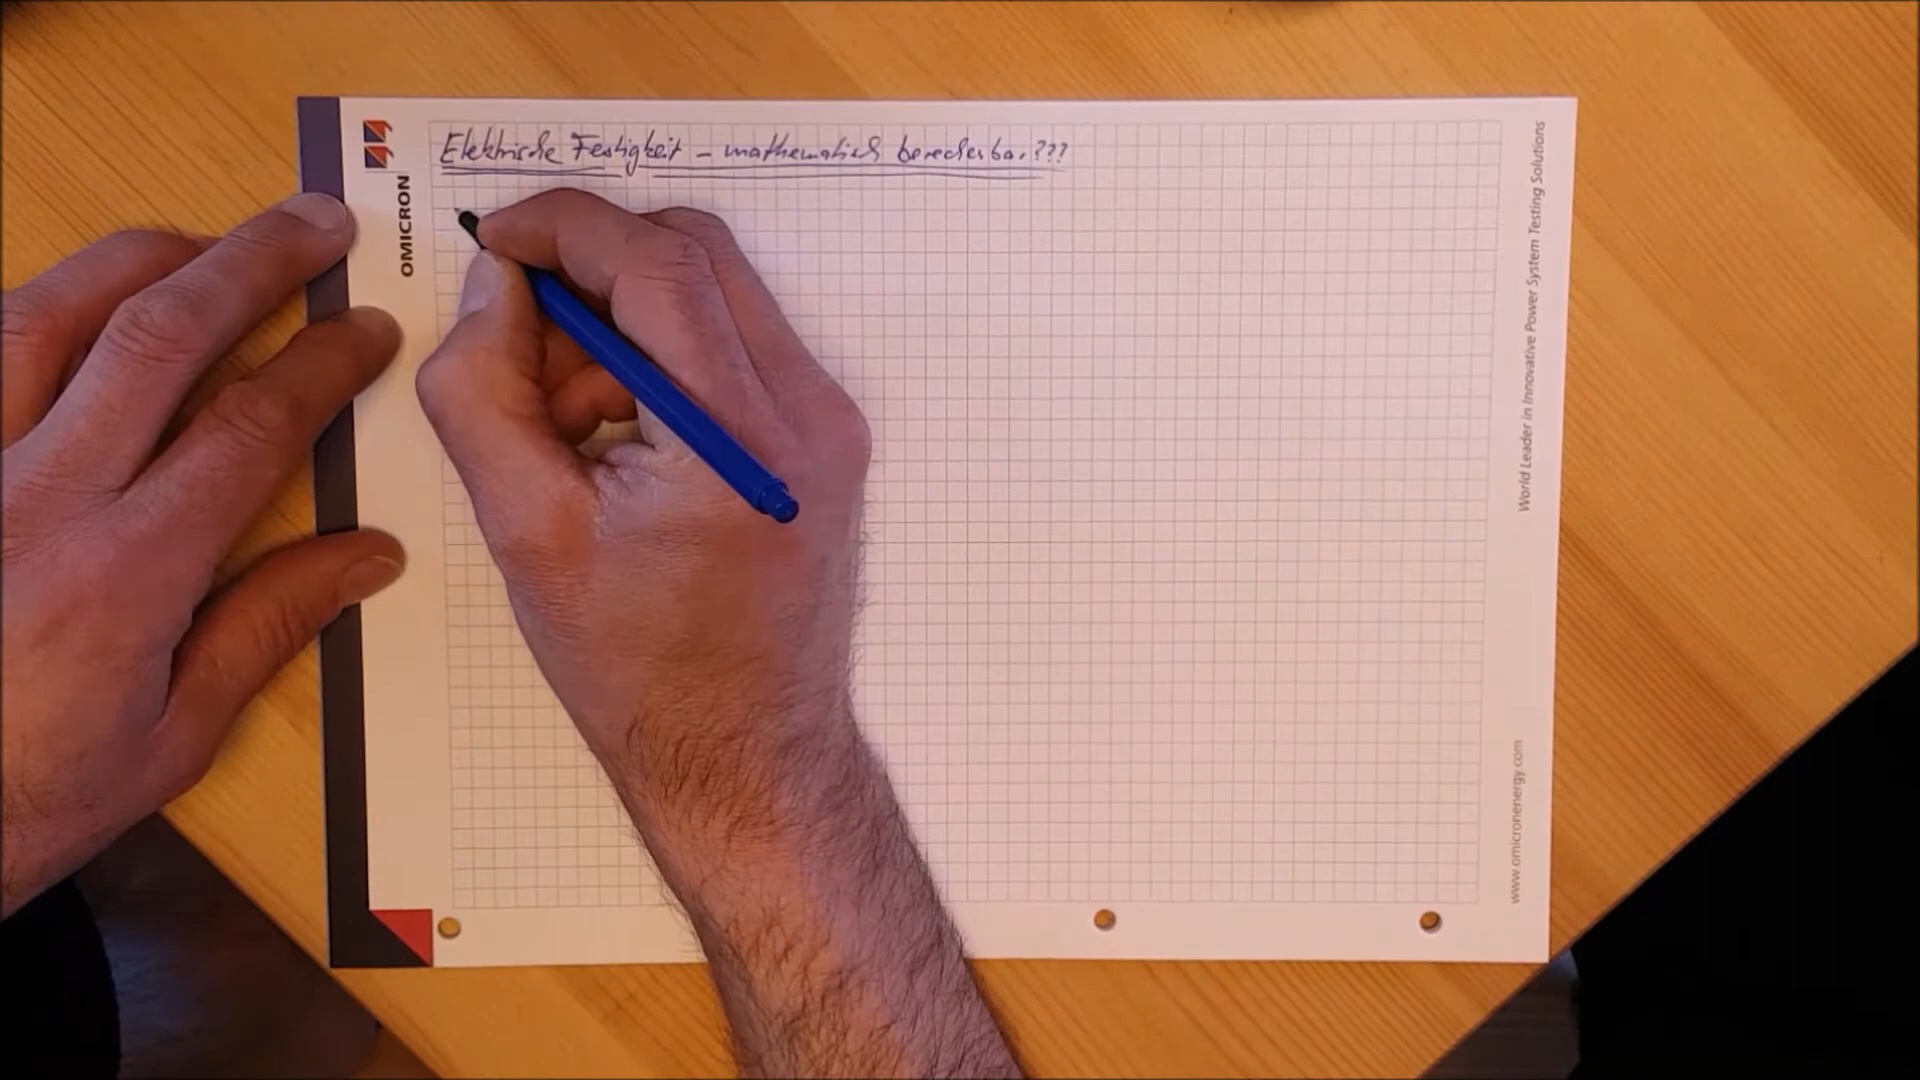 Elektrische Festigkeit – mathematisch berechenbar???
OMICRON
World Leader in Innovative Power System Testing Solutions
www.omicronenergy.com